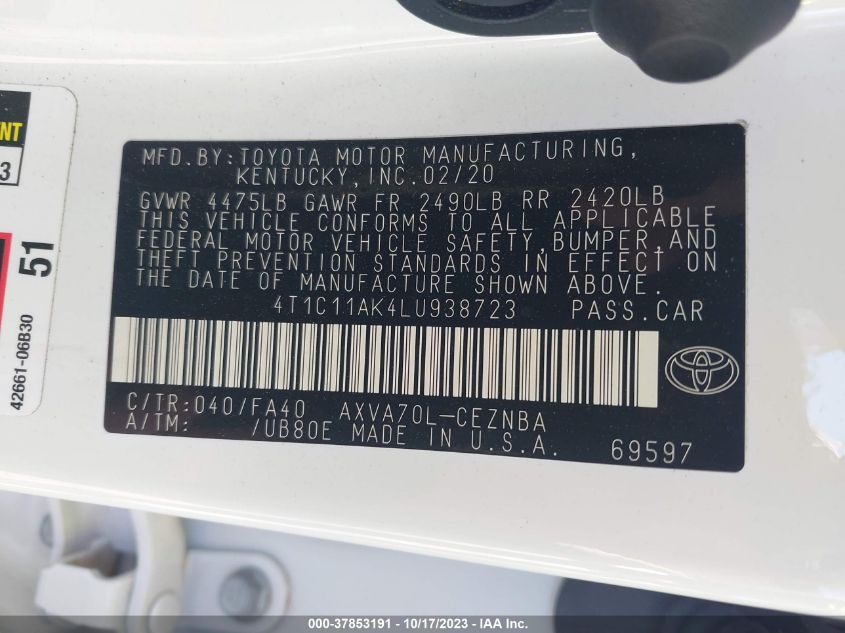 MFD.BY:TOYOTA MOTOR MANUFACTURING,
KENTUCKY,INC.02/20
GVWR 4475LB GAWR FR 2490LB RR 2420LB
THIS VEHICLE CONFORMS TO ALL APPLICABLE
FEDERAL MOTOR VEHICLE SAFETY,BUMPER,AND
THEFT PREVENTION STANDARDS IN EFFECT ON
THE DATE OF MANUFACTURE SHOWN ABOVE.
4T1C11AK4LU938723 PASS.CAR
C/TR:040/FA40 AXVA70L-CEZNBA
A/TM: /UB80E MADE IN U.S.A.
69597
3
51
42661-06B30
000-37853191 - 10/17/2023 - IAA Inc.